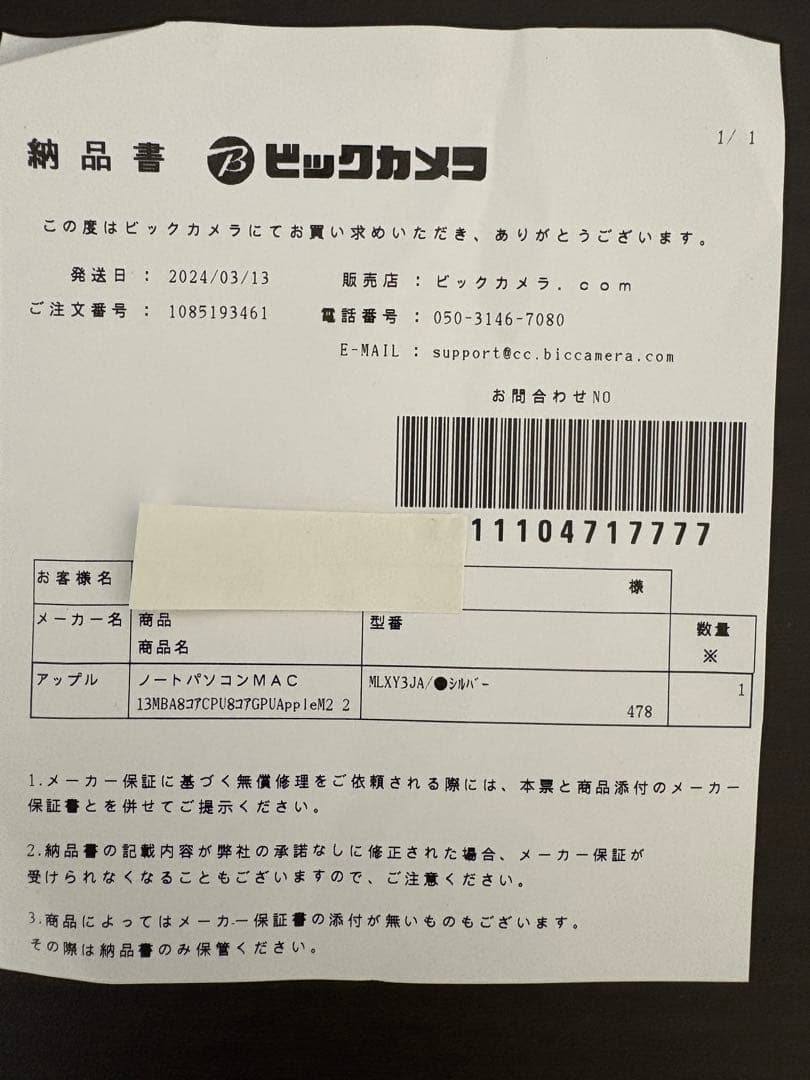 1/ 1
納品書 ビックカメラ
この度はビックカメラにてお買い求めいただき、ありがとうございます。
発送日 : 2024/03/13 販売店 : ビックカメラ.com
ご注文番号 : 1085193461 電話番号 : 050-3146-7080
E-MAIL : support@cc.biccamera.com
お問合わせNO
11104717777
お客様名 様
メーカー名 商品 型番 数量
商品名 ※
アップル ノートパソコンMAC MLXY3JA/●シルバー 1
13MBA8コアCPU8コアGPUAppleM2 2 478
1.メーカー保証に基づく無償修理をご依頼される際には、本票と商品添付のメーカー
保証書とを併せてご提示ください。
2.納品書の記載内容が弊社の承諾なしに修正された場合、メーカー保証が
受けられなくなることもございますので、ご注意ください。
3.商品によってはメーカー保証書の添付が無いものもございます。
その際は納品書のみ保管ください。